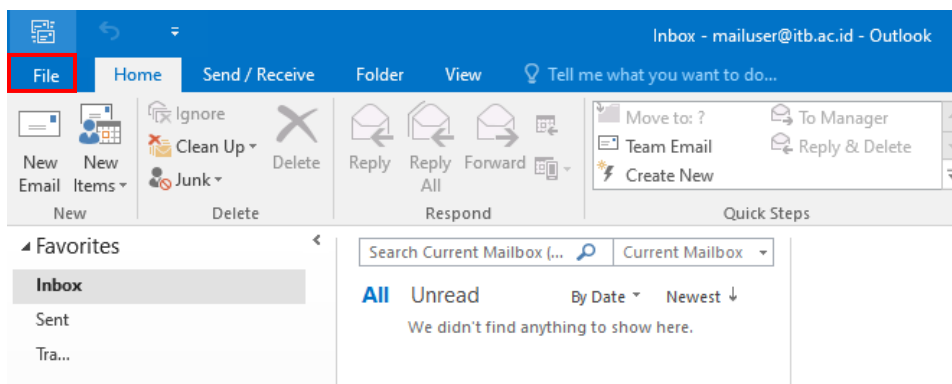 Inbox - mailuser@itb.ac.id - Outlook
File Home Send / Receive Folder View Tell me what you want to do...
Ignore
Clean Up
Junk
Delete
New Email
New Items
Reply
Reply All
Forward
Move to: ?
Team Email
Create New
To Manager
Reply & Delete
New Delete Respond Quick Steps
Favorites
Inbox
Sent
Tra...
Search Current Mailbox (... Current Mailbox
All Unread By Date Newest
We didn't find anything to show here.